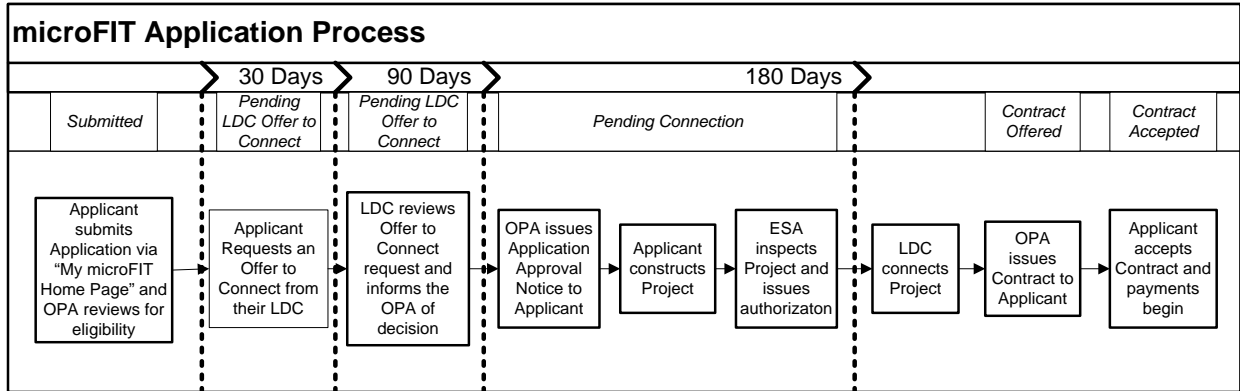 microFIT Application Process
30 Days
90 Days
180 Days
Submitted
Pending
LDC Offer to
Connect
Pending LDC
Offer to
Connect
Pending Connection
Contract
Offered
Contract
Accepted
Applicant
submits
Application via
“My microFIT
Home Page” and
OPA reviews for
eligibility
Applicant
Requests an
Offer to
Connect from
their LDC
LDC reviews
Offer to
Connect
request and
informs the
OPA of
decision
OPA issues
Application
Approval
Notice to
Applicant
Applicant
constructs
Project
ESA
inspects
Project and
issues
authorizaton
LDC
connects
Project
OPA
issues
Contract to
Applicant
Applicant
accepts
Contract and
payments
begin